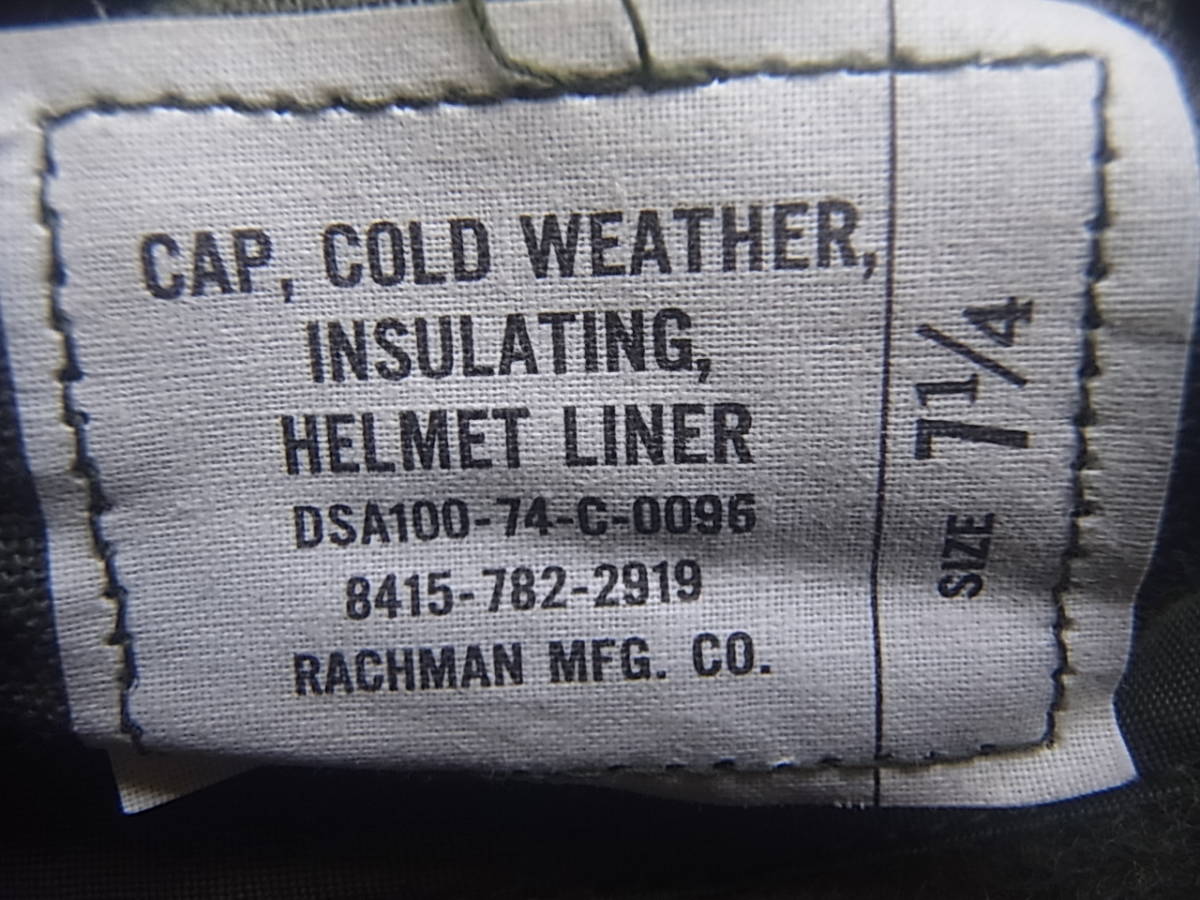 CAP, COLD WEATHER,
INSULATING,
HELMET LINER
DSA100-74-C-0096
8415-782-2919
RACHMAN MFG. CO.
SIZE 7 1/4